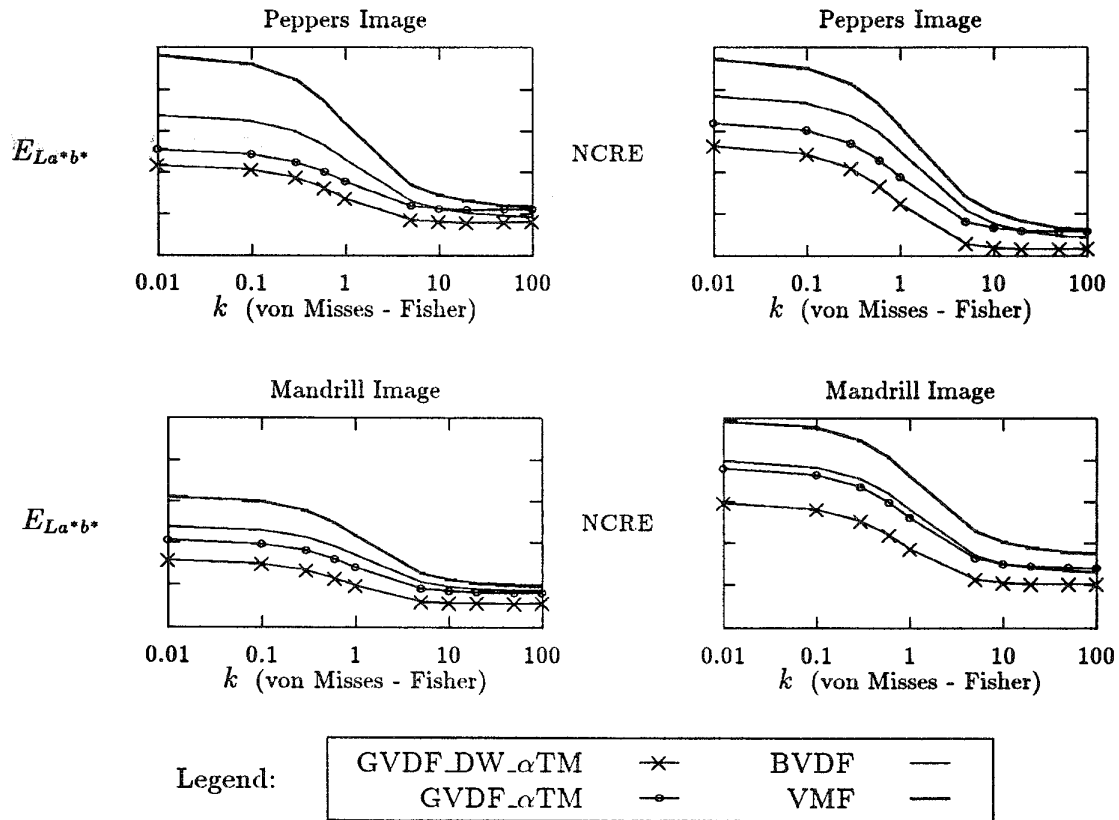 Peppers Image
Peppers Image
E_{La*b*}
NCRE
0.01 0.1 1 10 100
0.01 0.1 1 10 100
k (von Misses - Fisher)
k (von Misses - Fisher)
Mandrill Image
Mandrill Image
E_{La*b*}
NCRE
0.01 0.1 1 10 100
0.01 0.1 1 10 100
k (von Misses - Fisher)
k (von Misses - Fisher)
Legend:
GVDF_DW_αTM BVDF
GVDF_αTM VMF